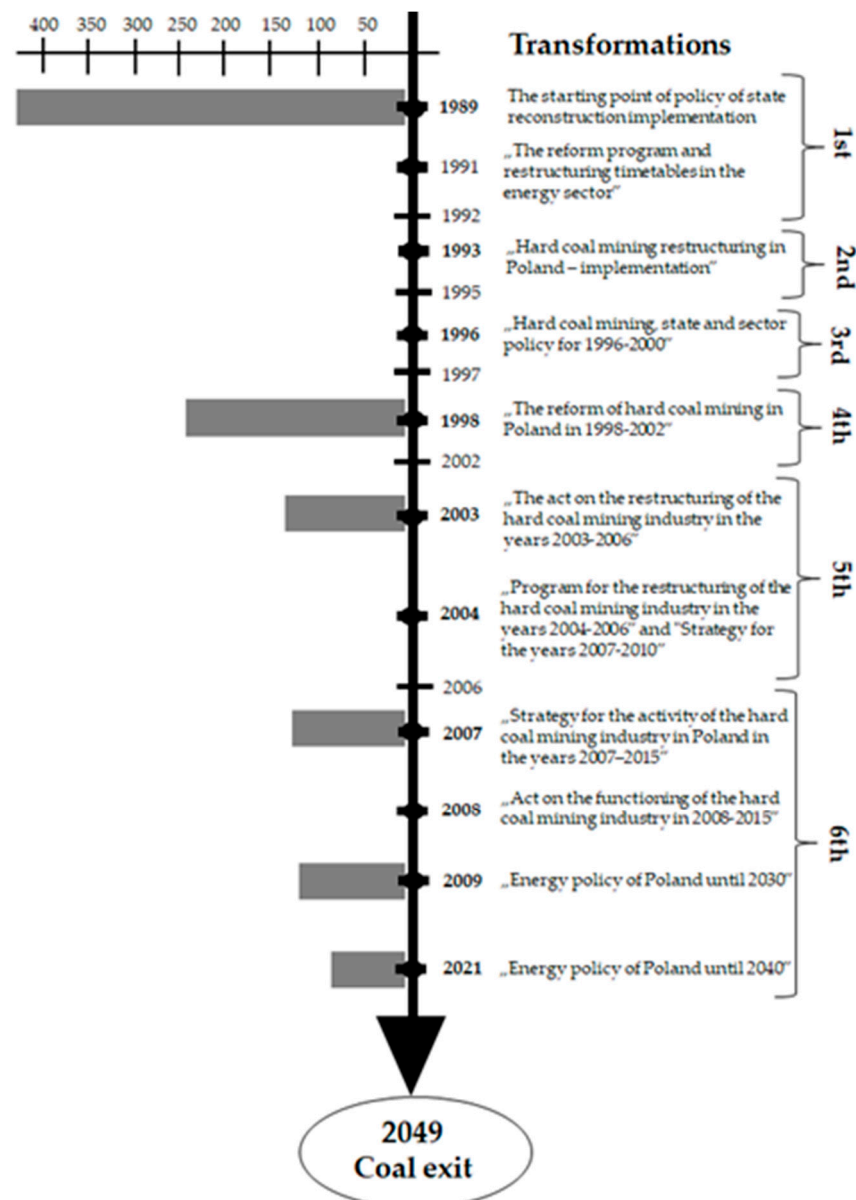 400 350 300 250 200 150 100 50
Transformations
1989
The starting point of policy of state
reconstruction implementation
1991
„The reform program and
restructuring timetables in the
energy sector”
1992
1st
1993
„Hard coal mining restructuring in
Poland – implementation”
1995
2nd
1996
„Hard coal mining, state and sector
policy for 1996-2000”
1997
3rd
1998
„The reform of hard coal mining in
Poland in 1998-2002”
2002
4th
2003
„The act on the restructuring of the
hard coal mining industry in the
years 2003-2006”
2004
„Program for the restructuring of the
hard coal mining industry in the
years 2004-2006” and “Strategy for
the years 2007-2010”
2006
5th
2007
„Strategy for the activity of the hard
coal mining industry in Poland in
the years 2007–2015”
2008
„Act on the functioning of the hard
coal mining industry in 2008-2015”
2009
„Energy policy of Poland until 2030”
2021
„Energy policy of Poland until 2040”
6th
2049
Coal exit